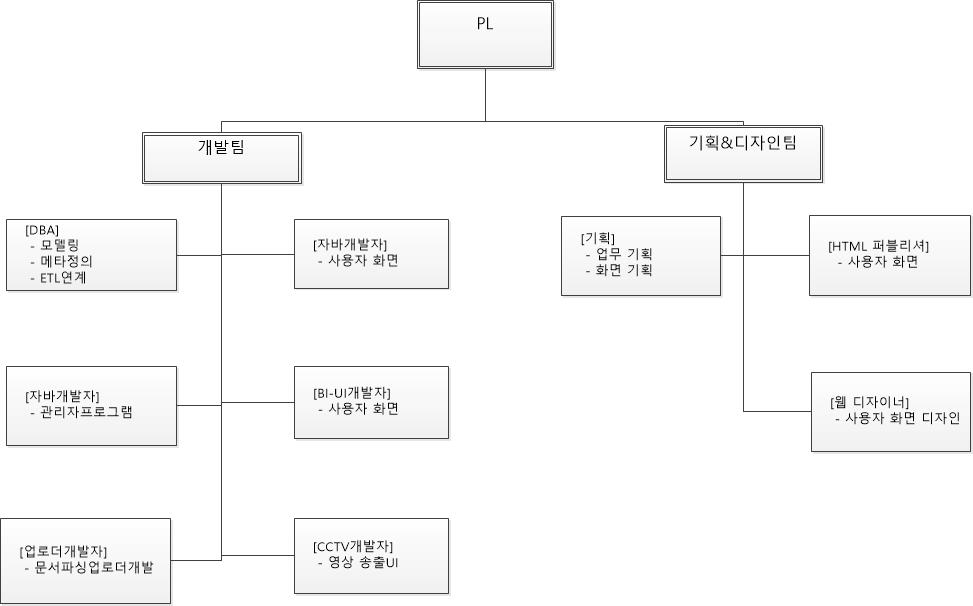 PL
개발팀
기획&디자인팀
[DBA]
- 모델링
- 메타정의
- ETL연계
[자바개발자]
- 사용자 화면
[기획]
- 업무 기획
- 화면 기획
[HTML 퍼블리셔]
- 사용자 화면
[자바개발자]
- 관리자프로그램
[BI-UI개발자]
- 사용자 화면
[웹 디자이너]
- 사용자 화면 디자인
[업로더개발자]
- 문서파싱업로더개발
[CCTV개발자]
- 영상 송출UI